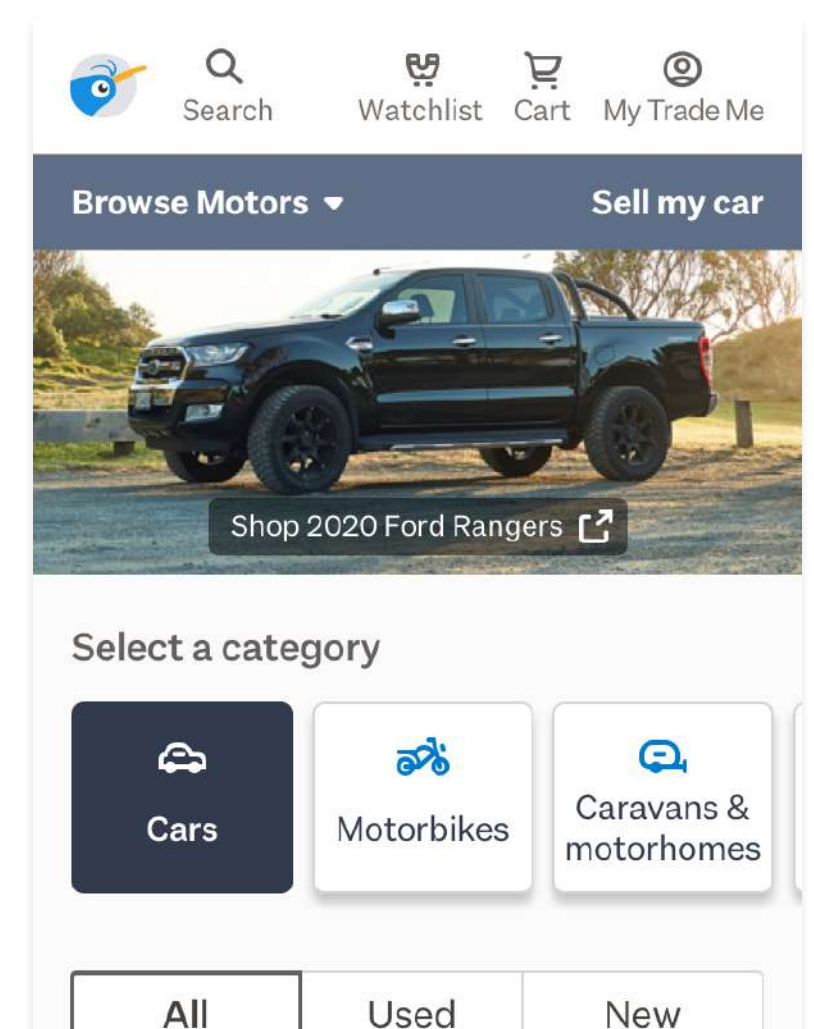 Search
Watchlist
Cart
My Trade Me
Browse Motors
Sell my car
Shop 2020 Ford Rangers
Select a category
Cars
Motorbikes
Caravans &
motorhomes
All
Used
New